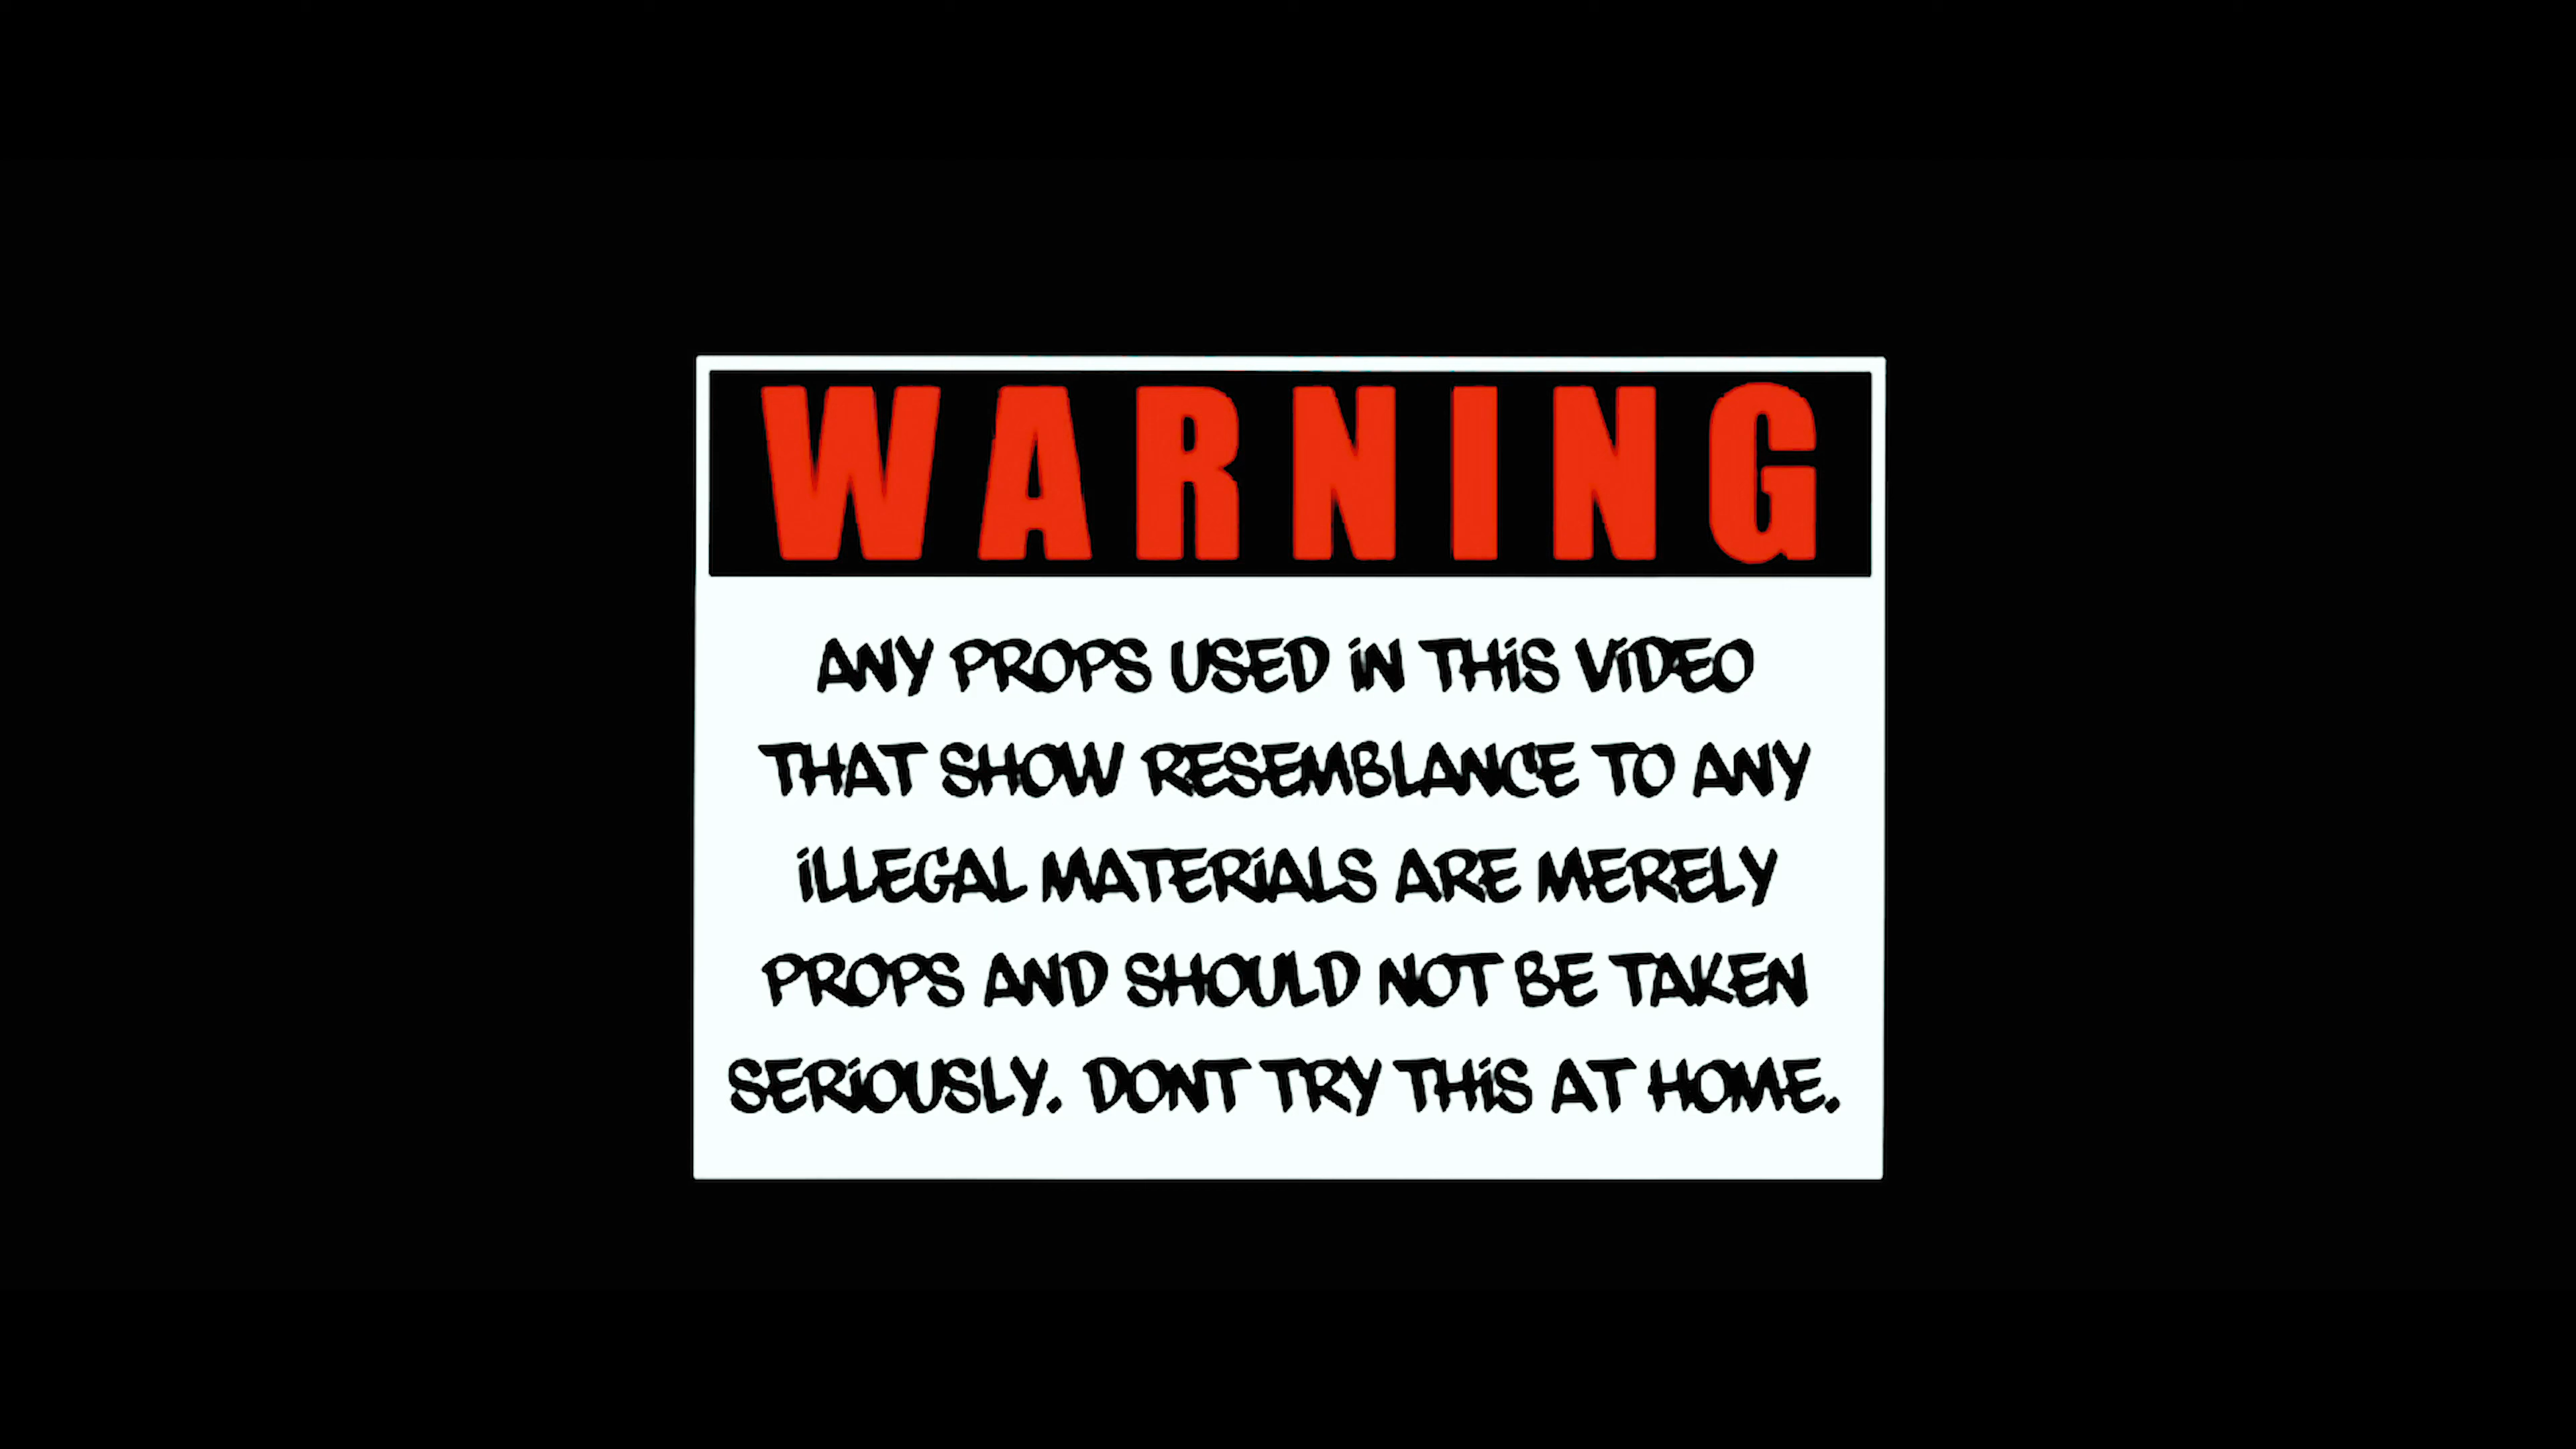 WARNING
ANY PROPS USED iN THiS ViDEO
THAT SHOW RESEMBLANCE TO ANY
iLLEGAL MATERiALS ARE MERELY
PROPS AND SHOULD NOT BE TAKEN
SERiOUSLY. DONT TRY THiS AT HOME.